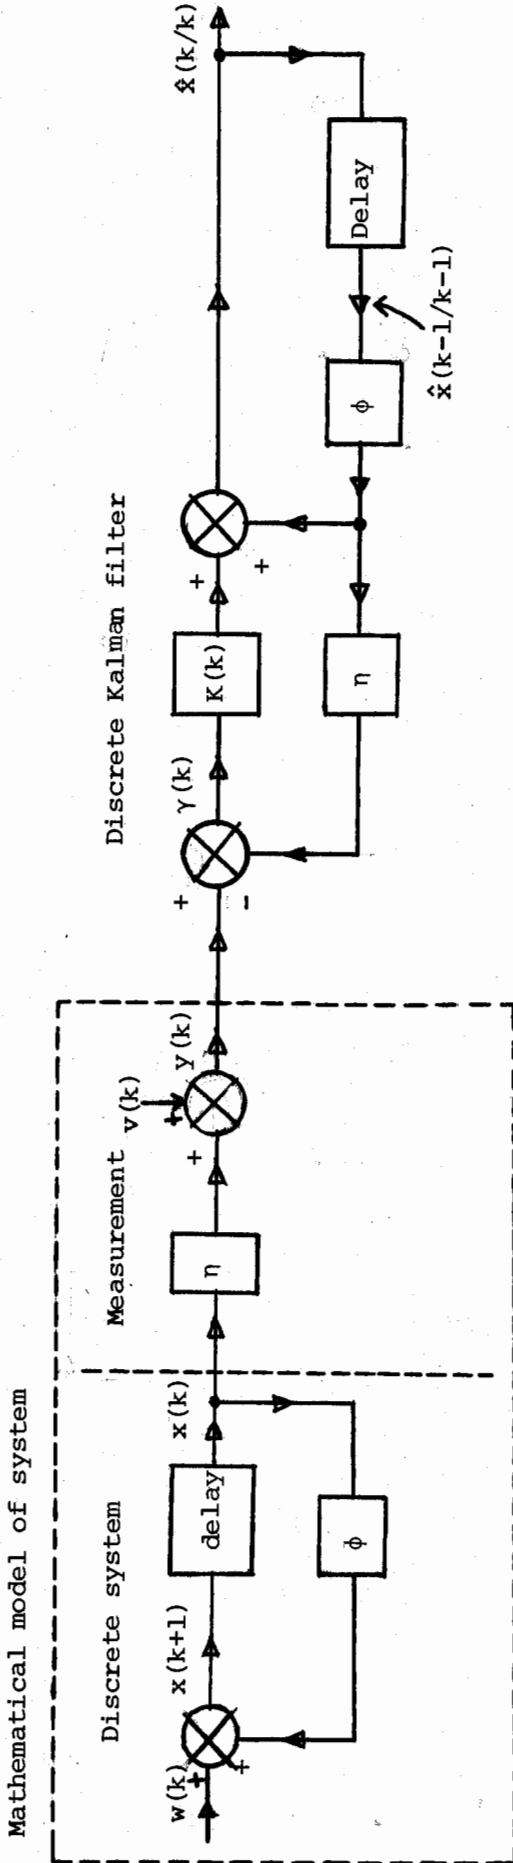 Mathematical model of system
Discrete system
Measurement
Discrete Kalman filter
w(k)
+
+
x(k+1)
delay
x(k)
ϕ
η
+
v(k)
+
y(k)
+
-
γ(k)
K(k)
+
+
x̂(k/k)
η
ϕ
x̂(k-1/k-1)
Delay